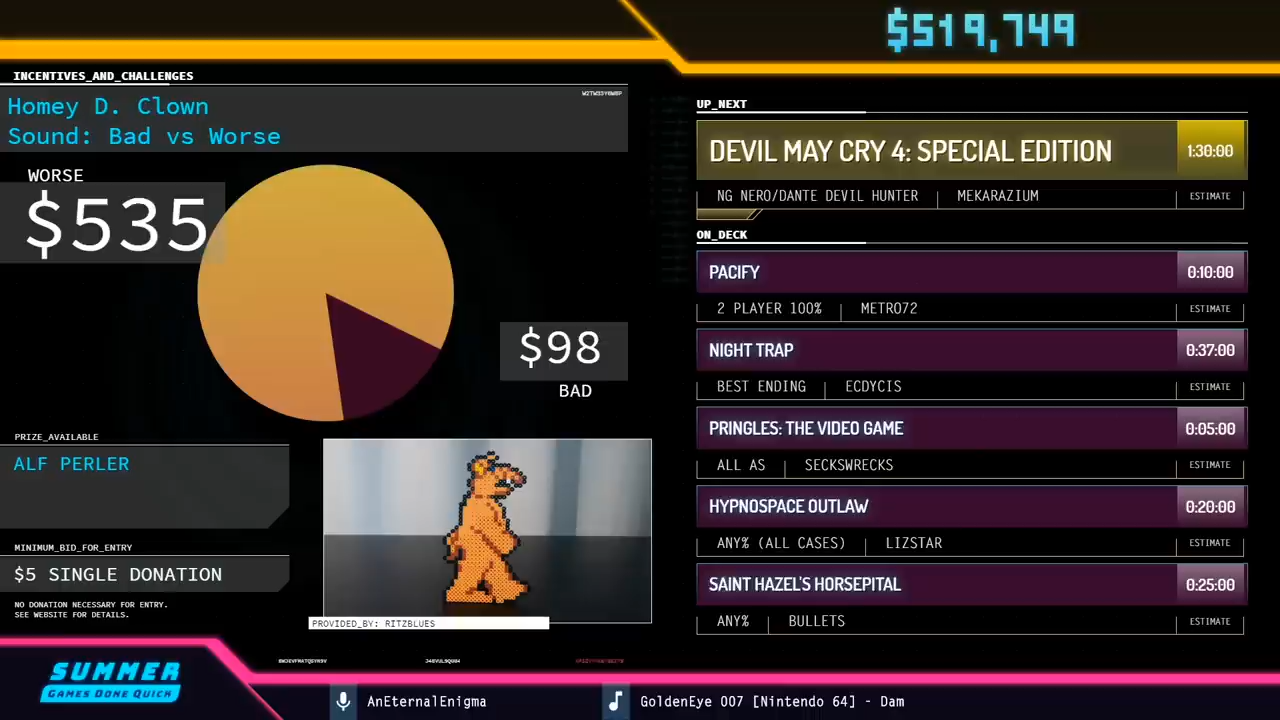 $519,749
INCENTIVES_AND_CHALLENGES
Homey D. Clown
Sound: Bad vs Worse
WORSE
$535
$98
BAD
PRIZE_AVAILABLE
ALF PERLER
MINIMUM_BID_FOR_ENTRY
$5 SINGLE DONATION
NO DONATION NECESSARY FOR ENTRY.
SEE WEBSITE FOR DETAILS.
PROVIDED_BY: RITZBLUES
UP_NEXT
DEVIL MAY CRY 4: SPECIAL EDITION 1:30:00
NG NERO/DANTE DEVIL HUNTER MEKARAZIUM ESTIMATE
ON_DECK
PACIFY 0:10:00
2 PLAYER 100% METRO72 ESTIMATE
NIGHT TRAP 0:37:00
BEST ENDING ECDYCIS ESTIMATE
PRINGLES: THE VIDEO GAME 0:05:00
ALL AS SECKSWRECKS ESTIMATE
HYPNOSPACE OUTLAW 0:20:00
ANY% (ALL CASES) LIZSTAR ESTIMATE
SAINT HAZEL'S HORSEPITAL 0:25:00
ANY% BULLETS ESTIMATE
SUMMER
GAMES DONE QUICK
AnEternalEnigma
GoldenEye 007 [Nintendo 64] - Dam